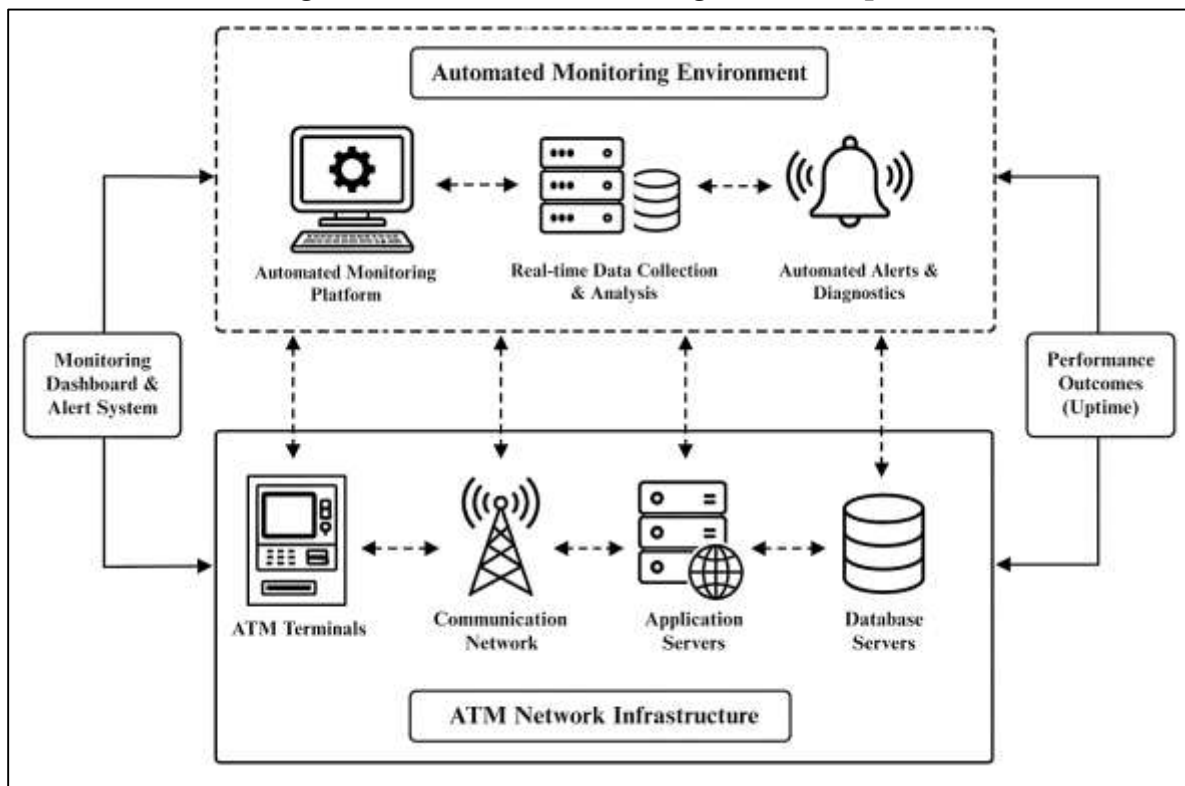 Automated Monitoring Environment
Automated Monitoring
Platform
Real-time Data Collection
& Analysis
Automated Alerts &
Diagnostics
Monitoring
Dashboard &
Alert System
Performance
Outcomes
(Uptime)
ATM Terminals
Communication
Network
Application
Servers
Database
Servers
ATM Network Infrastructure